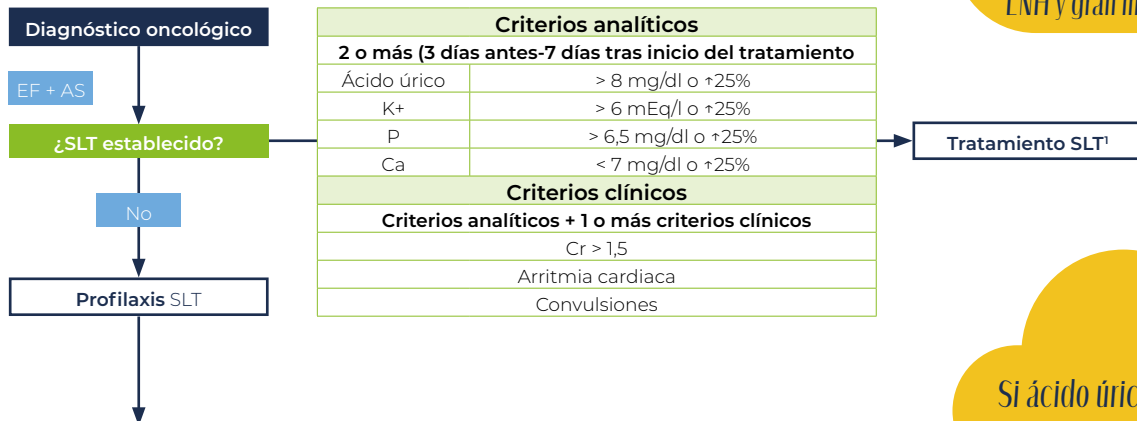 LNH y gran
Diagnóstico oncológico
EF + AS
¿SLT establecido?
No
Profilaxis SLT
Criterios analíticos
2 o más (3 días antes-7 días tras inicio del tratamiento
Ácido úrico > 8 mg/dl o ↑25%
K+ > 6 mEq/l o ↑25%
P > 6,5 mg/dl o ↑25%
Ca < 7 mg/dl o ↑25%
Criterios clínicos
Criterios analíticos + 1 o más criterios clínicos
Cr > 1,5
Arritmia cardiaca
Convulsiones
Tratamiento SLT¹
Si ácido